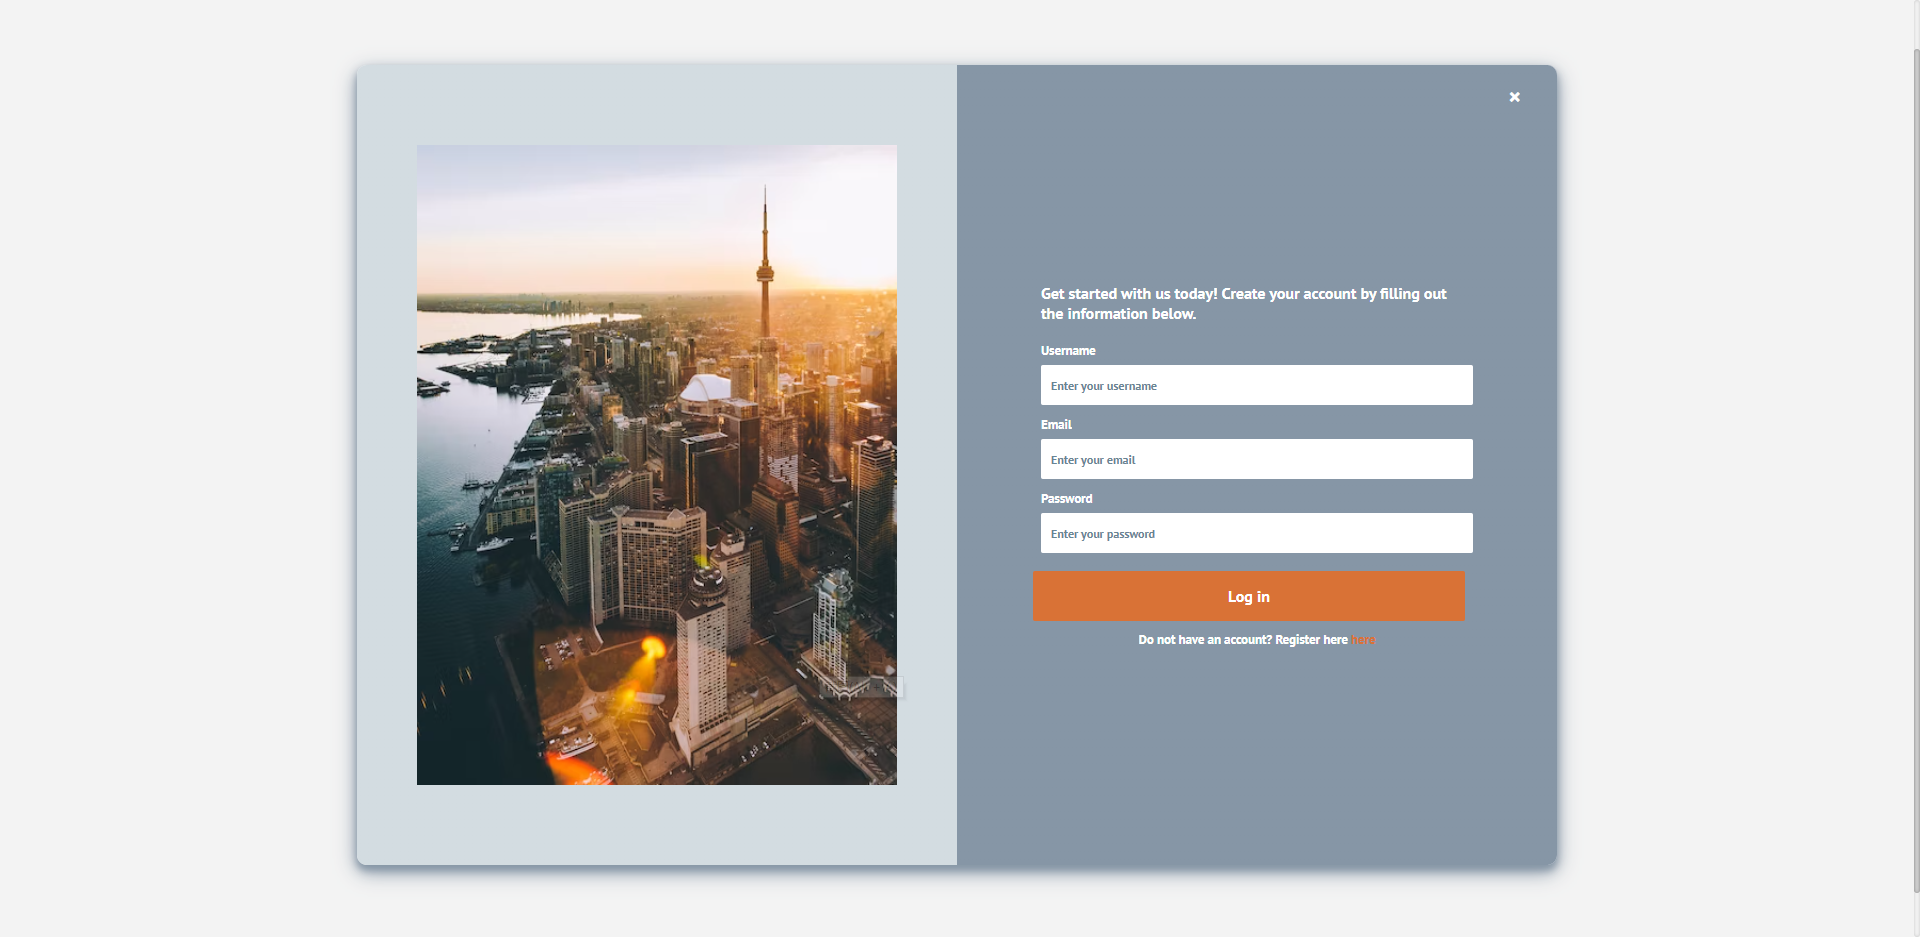 Get started with us today! Create your account by filling out
the information below.
Username
Enter your username
Email
Enter your email
Password
Enter your password
Log in
Do not have an account? Register here here